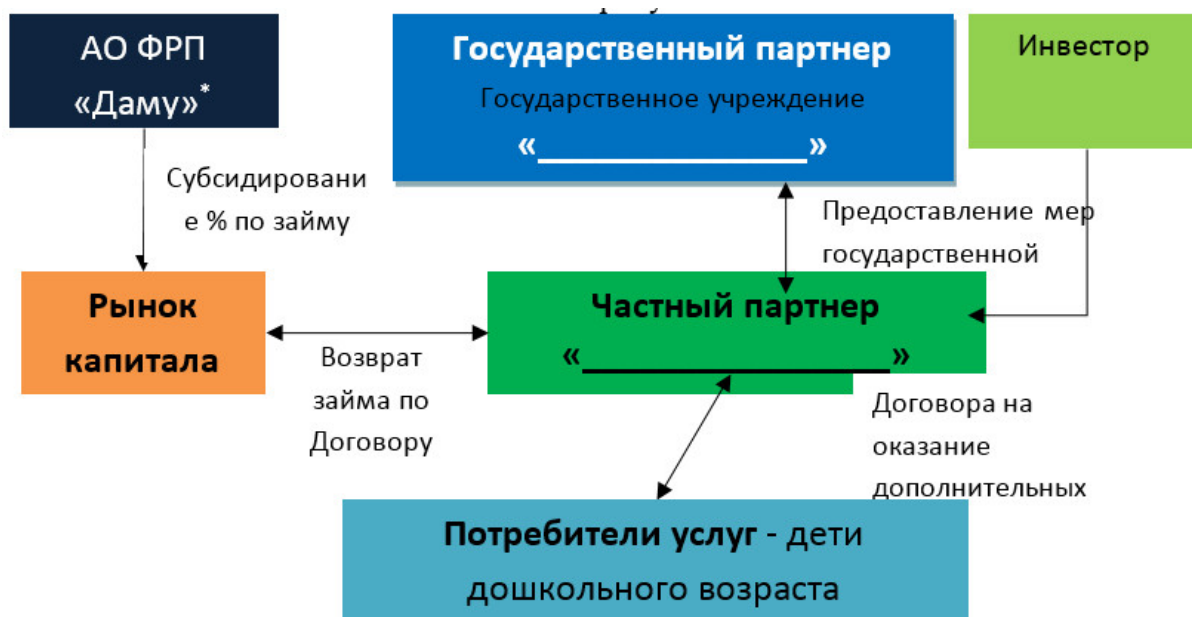 АО ФРП
«Даму»*
Государственный партнер
Государственное учреждение
«_________________»
Инвестор
Субсидировани
е % по займу
Предоставление мер
государственной
Рынок
капитала
Частный партнер
«____________________»
Возврат
займа по
Договору
Договора на
оказание
дополнительных
Потребители услуг - дети
дошкольного возраста